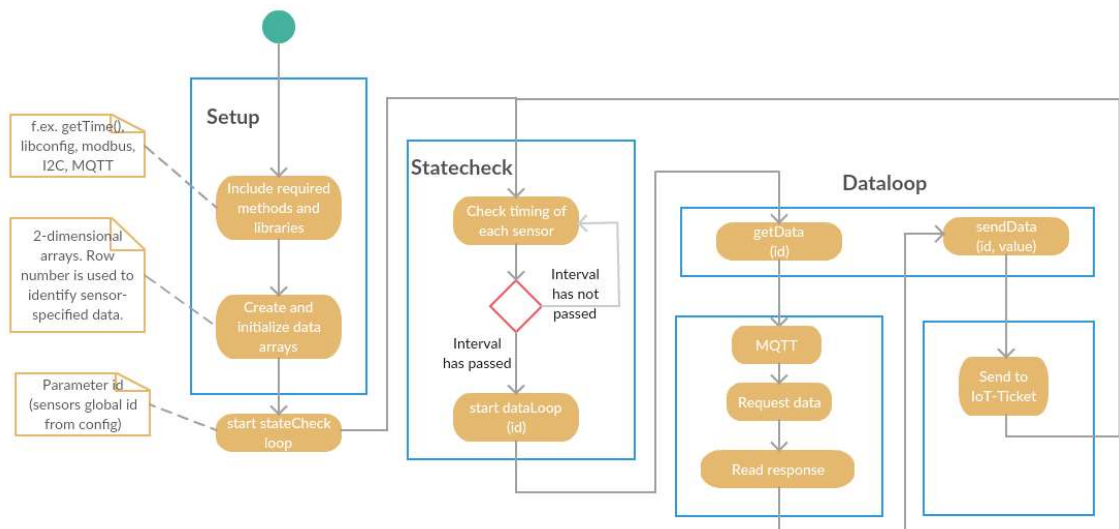 f.ex. getTime(),
libconfig, modbus,
I2C, MQTT
2-dimensional
arrays. Row
number is used to
identify sensor-
specified data.
Parameter id
(sensors global id
from config)
Setup
Include required
methods and
libraries
Create and
initialize data
arrays
start stateCheck
loop
Statecheck
Check timing of
each sensor
Interval
has not
passed
Interval
has passed
start dataLoop
(id)
Dataloop
getData
(id)
sendData
(id, value)
MQTT
Request data
Read response
Send to
IoT-Ticket